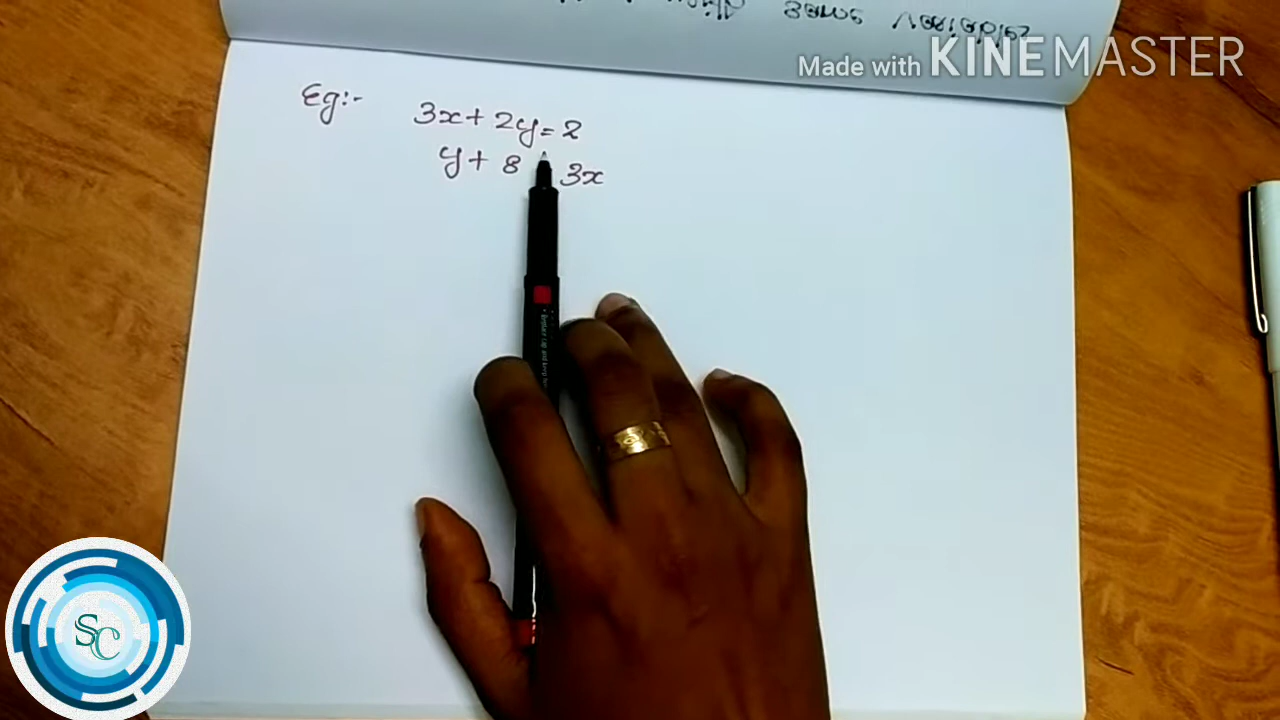 Made with KINEMASTER
Eg:- 3x + 2y = 2
y + 8 3x
SC